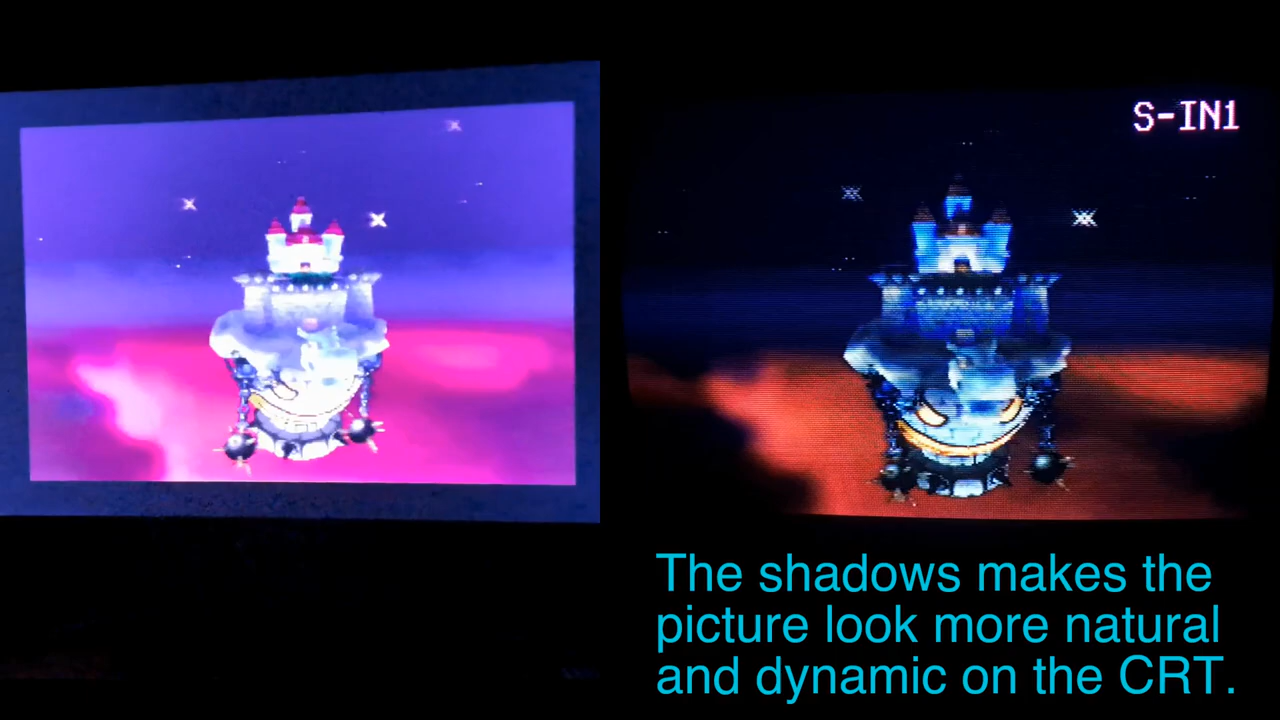 S-IN1
The shadows makes the
picture look more natural
and dynamic on the CRT.